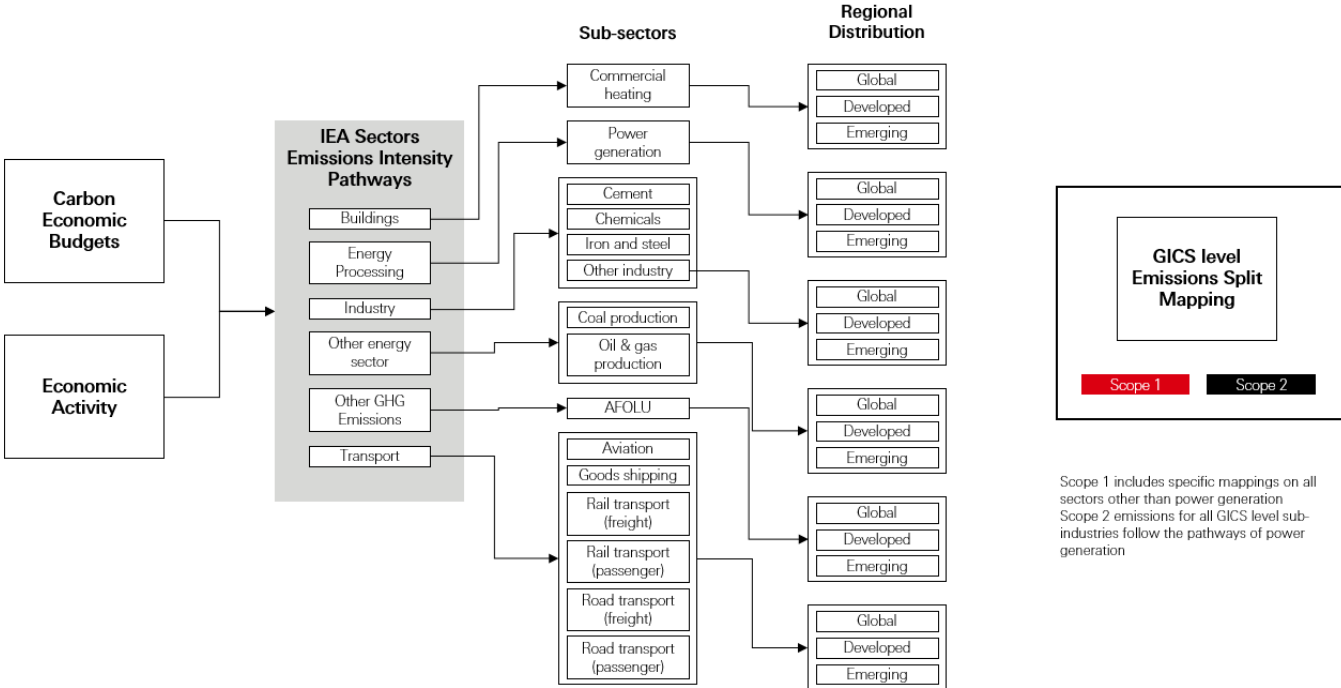 Carbon
Economic
Budgets
Economic
Activity
IEA Sectors
Emissions Intensity
Pathways
Buildings
Energy
Processing
Industry
Other energy
sector
Other GHG
Emissions
Transport
Sub-sectors
Commercial
heating
Power
generation
Cement
Chemicals
Iron and steel
Other industry
Coal production
Oil & gas
production
AFOLU
Aviation
Goods shipping
Rail transport
(freight)
Rail transport
(passenger)
Road transport
(freight)
Road transport
(passenger)
Regional
Distribution
Global
Developed
Emerging
Global
Developed
Emerging
Global
Developed
Emerging
Global
Developed
Emerging
Global
Developed
Emerging
Global
Developed
Emerging
GICS level
Emissions Split
Mapping
Scope 1
Scope 2
Scope 1 includes specific mappings on all
sectors other than power generation
Scope 2 emissions for all GICS level sub-
industries follow the pathways of power
generation